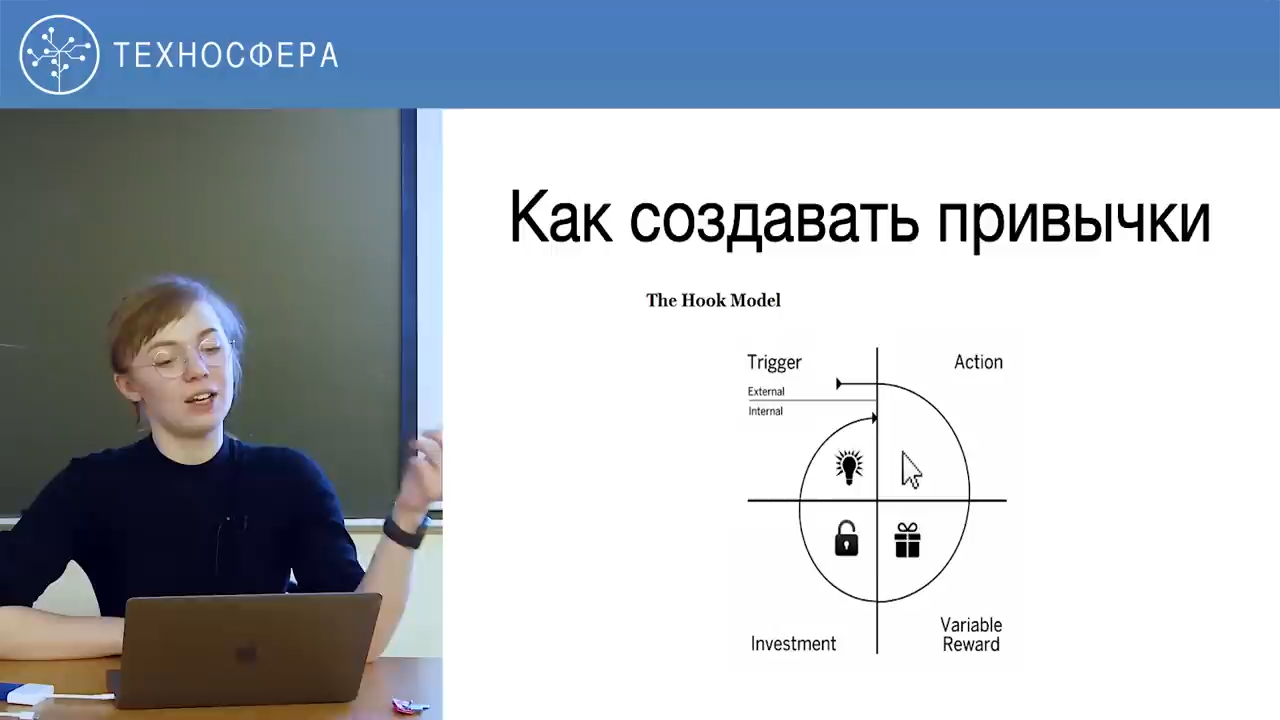 ТЕХНОСФЕРА
Как создавать привычки
The Hook Model
Trigger
Action
External
Internal
Investment
Variable
Reward